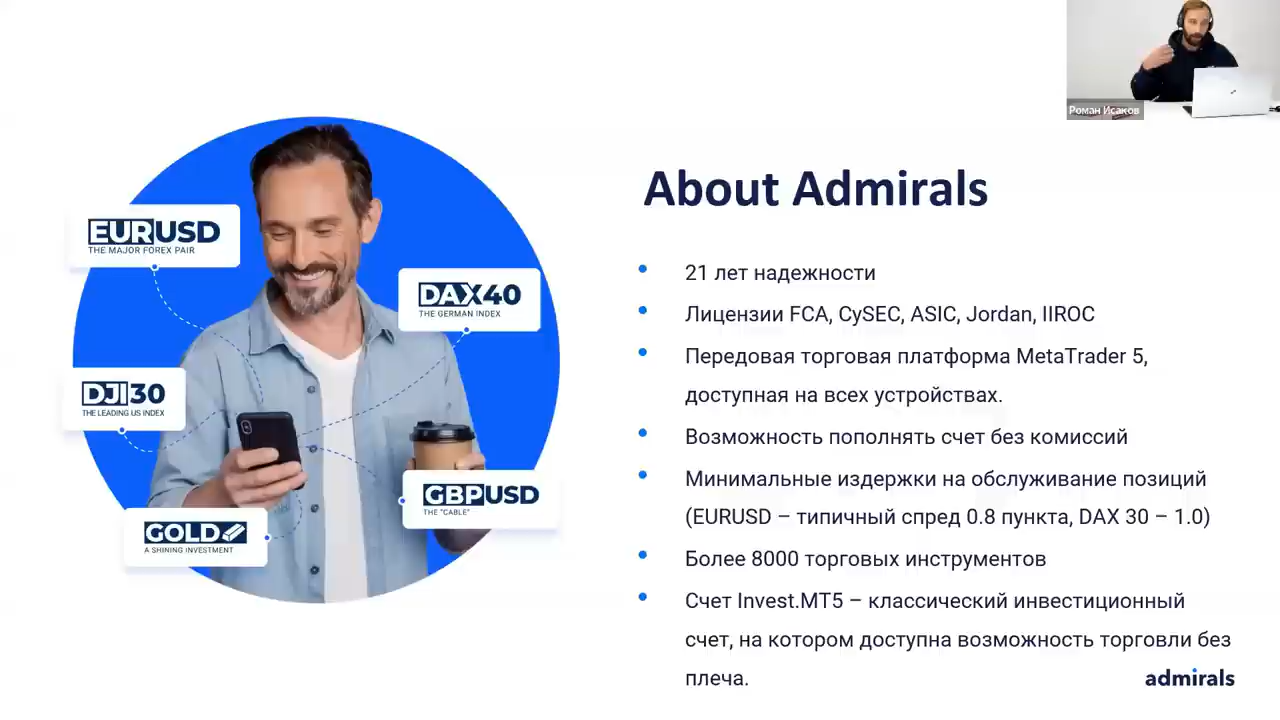 Роман Исаков
About Admirals
EURUSD
THE MAJOR FOREX PAIR
DAX40
THE GERMAN INDEX
DJI30
THE LEADING US INDEX
GBPUSD
THE "CABLE"
GOLD
A SHINING INVESTMENT
21 лет надежности
Лицензии FCA, CySEC, ASIC, Jordan, IIROC
Передовая торговая платформа MetaTrader 5,
доступная на всех устройствах.
Возможность пополнять счет без комиссий
Минимальные издержки на обслуживание позиций
(EURUSD – типичный спред 0.8 пункта, DAX 30 – 1.0)
Более 8000 торговых инструментов
Счет Invest.MT5 – классический инвестиционный
счет, на котором доступна возможность торговли без
плеча.
admirals